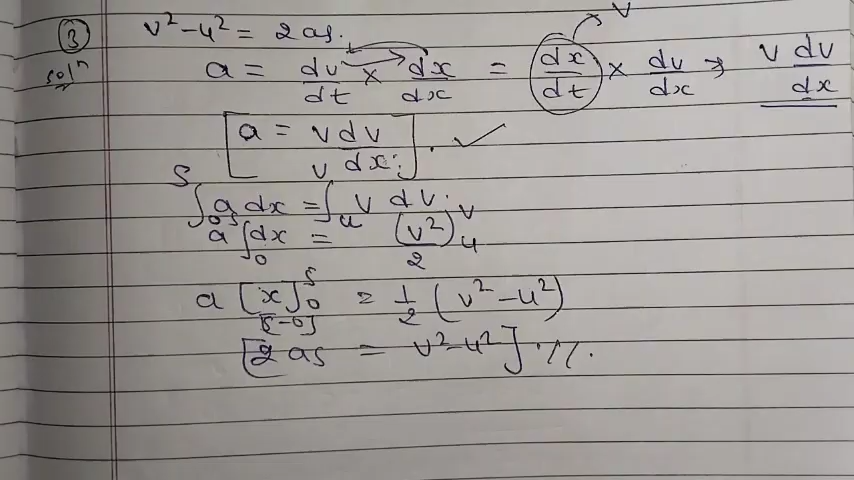 ③ v² - u² = 2as.
solⁿ a = dv/dt × dx/dx = dx/dt × dv/dx → v dv/dx
v
[a = v dv/dx] . ✓
v
∫₀ˢ a dx = ∫ᵤᵛ v dv.
a ∫₀ˢ dx = (v²/2)ᵤᵛ
a [x]₀ˢ = 1/2 (v² - u²)
[s-0]
[2as = v² - u²] ∴//.